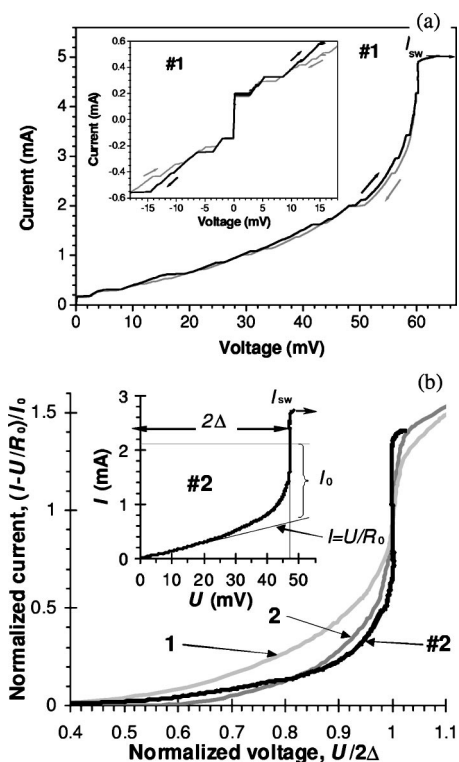 (a)
#1
#1
I_sw
Current (mA)
6
5
4
3
2
1
0
Current (mA)
0.6
0.4
0.2
0.0
-0.2
-0.4
-0.6
-15 -10 -5 0 5 10 15
Voltage (mV)
0 10 20 30 40 50 60
Voltage (mV)
(b)
Normalized current, (I-U/R₀)/I₀
1.5
1
0.5
0
I (mA)
3
2
1
0
I_sw
2Δ
#2
I₀
I=U/R₀
0 10 20 30 40 50 60
U (mV)
1
2
#2
0.4 0.5 0.6 0.7 0.8 0.9 1 1.1
Normalized voltage, U/2Δ